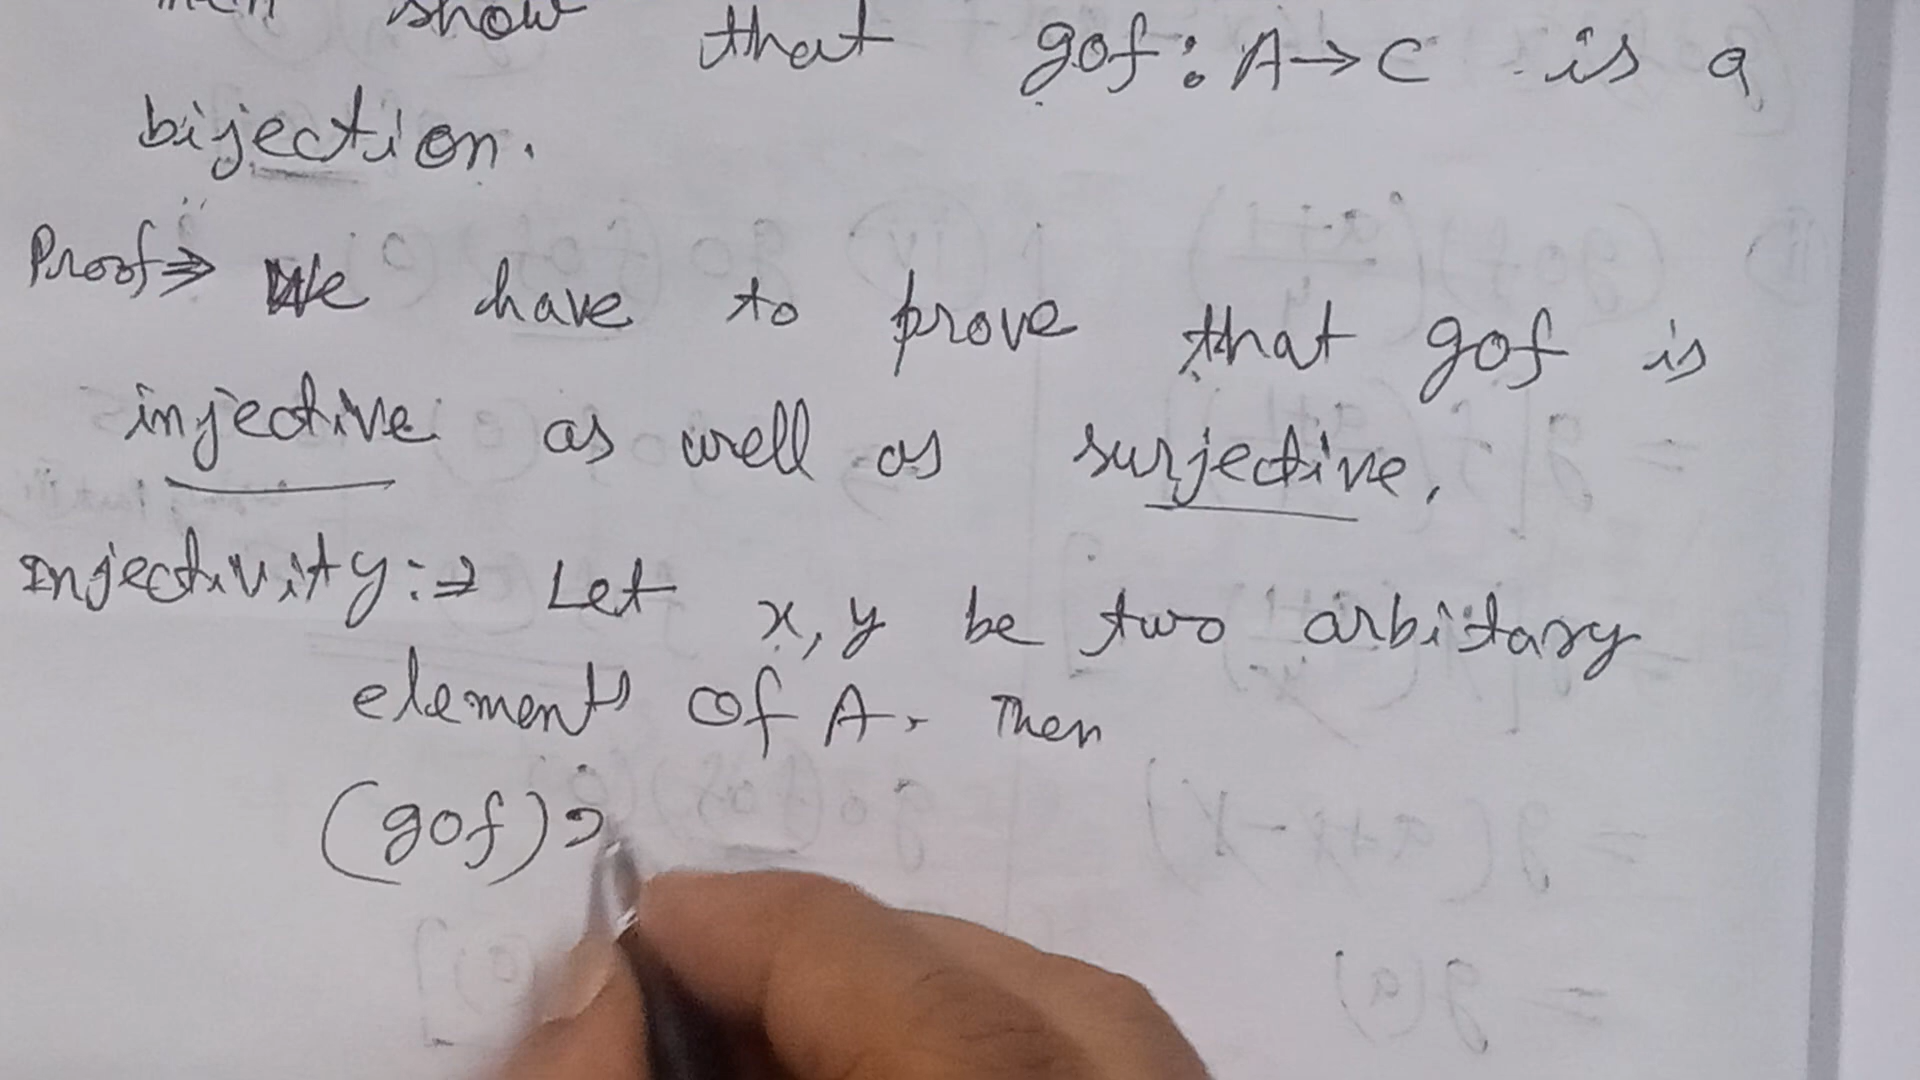 show that gof : A→C is a
bijection.
Proof⇒ We have to prove that gof is
injective as well as surjective.
Injectivity :⇒ Let x, y be two arbitary
elements of A. Then
(gof)